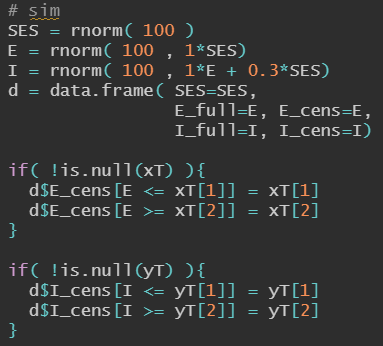 # sim
SES = rnorm( 100 )
E = rnorm( 100 , 1*SES)
I = rnorm( 100 , 1*E + 0.3*SES)
d = data.frame( SES=SES,
E_full=E, E_cens=E,
I_full=I, I_cens=I)
if( !is.null(xT) ){
d$E_cens[E <= xT[1]] = xT[1]
d$E_cens[E >= xT[2]] = xT[2]
}
if( !is.null(yT) ){
d$I_cens[I <= yT[1]] = yT[1]
d$I_cens[I >= yT[2]] = yT[2]
}